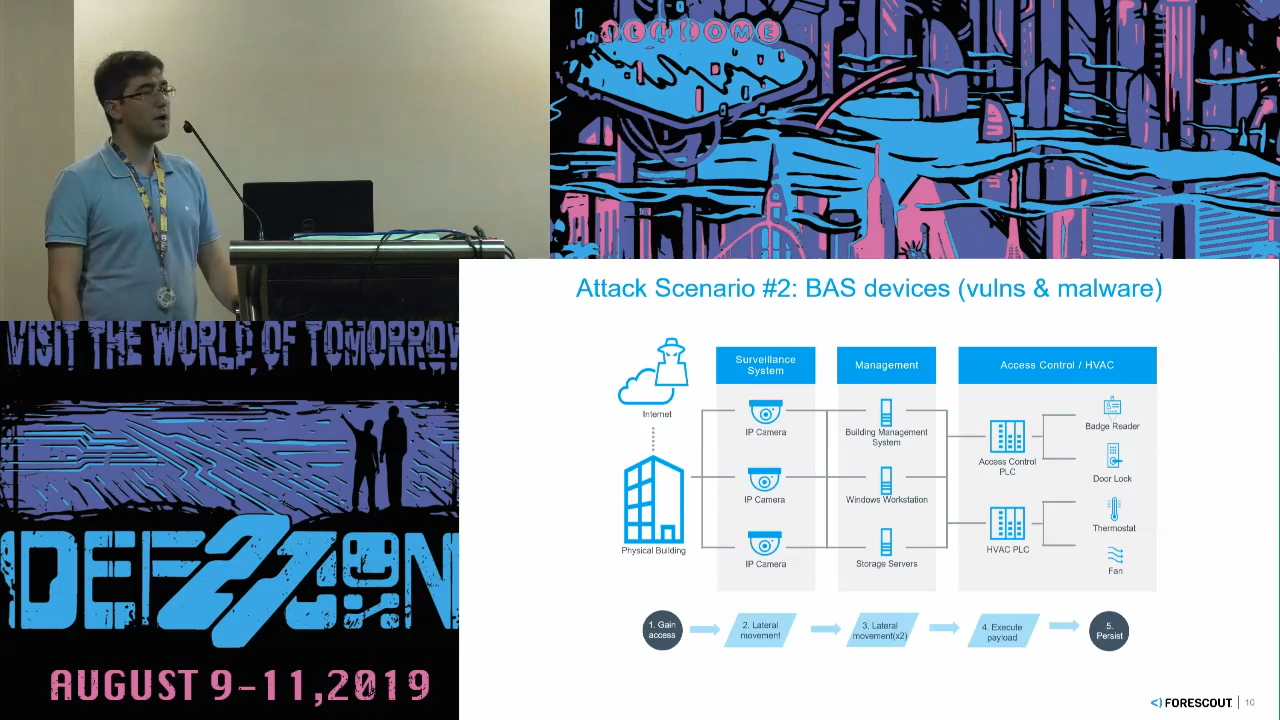 WELCOME
VISIT THE WORLD OF TOMORROW
DEF CON
27
AUGUST 9-11,2019
Attack Scenario #2: BAS devices (vulns & malware)
Surveillance
System
Management
Access Control / HVAC
Internet
Physical Building
IP Camera
IP Camera
IP Camera
Building Management
System
Windows Workstation
Storage Servers
Access Control
PLC
HVAC PLC
Badge Reader
Door Lock
Thermostat
Fan
1. Gain
access
2. Lateral
movement
3. Lateral
movement(x2)
4. Execute
payload
5.
Persist
FORESCOUT
10